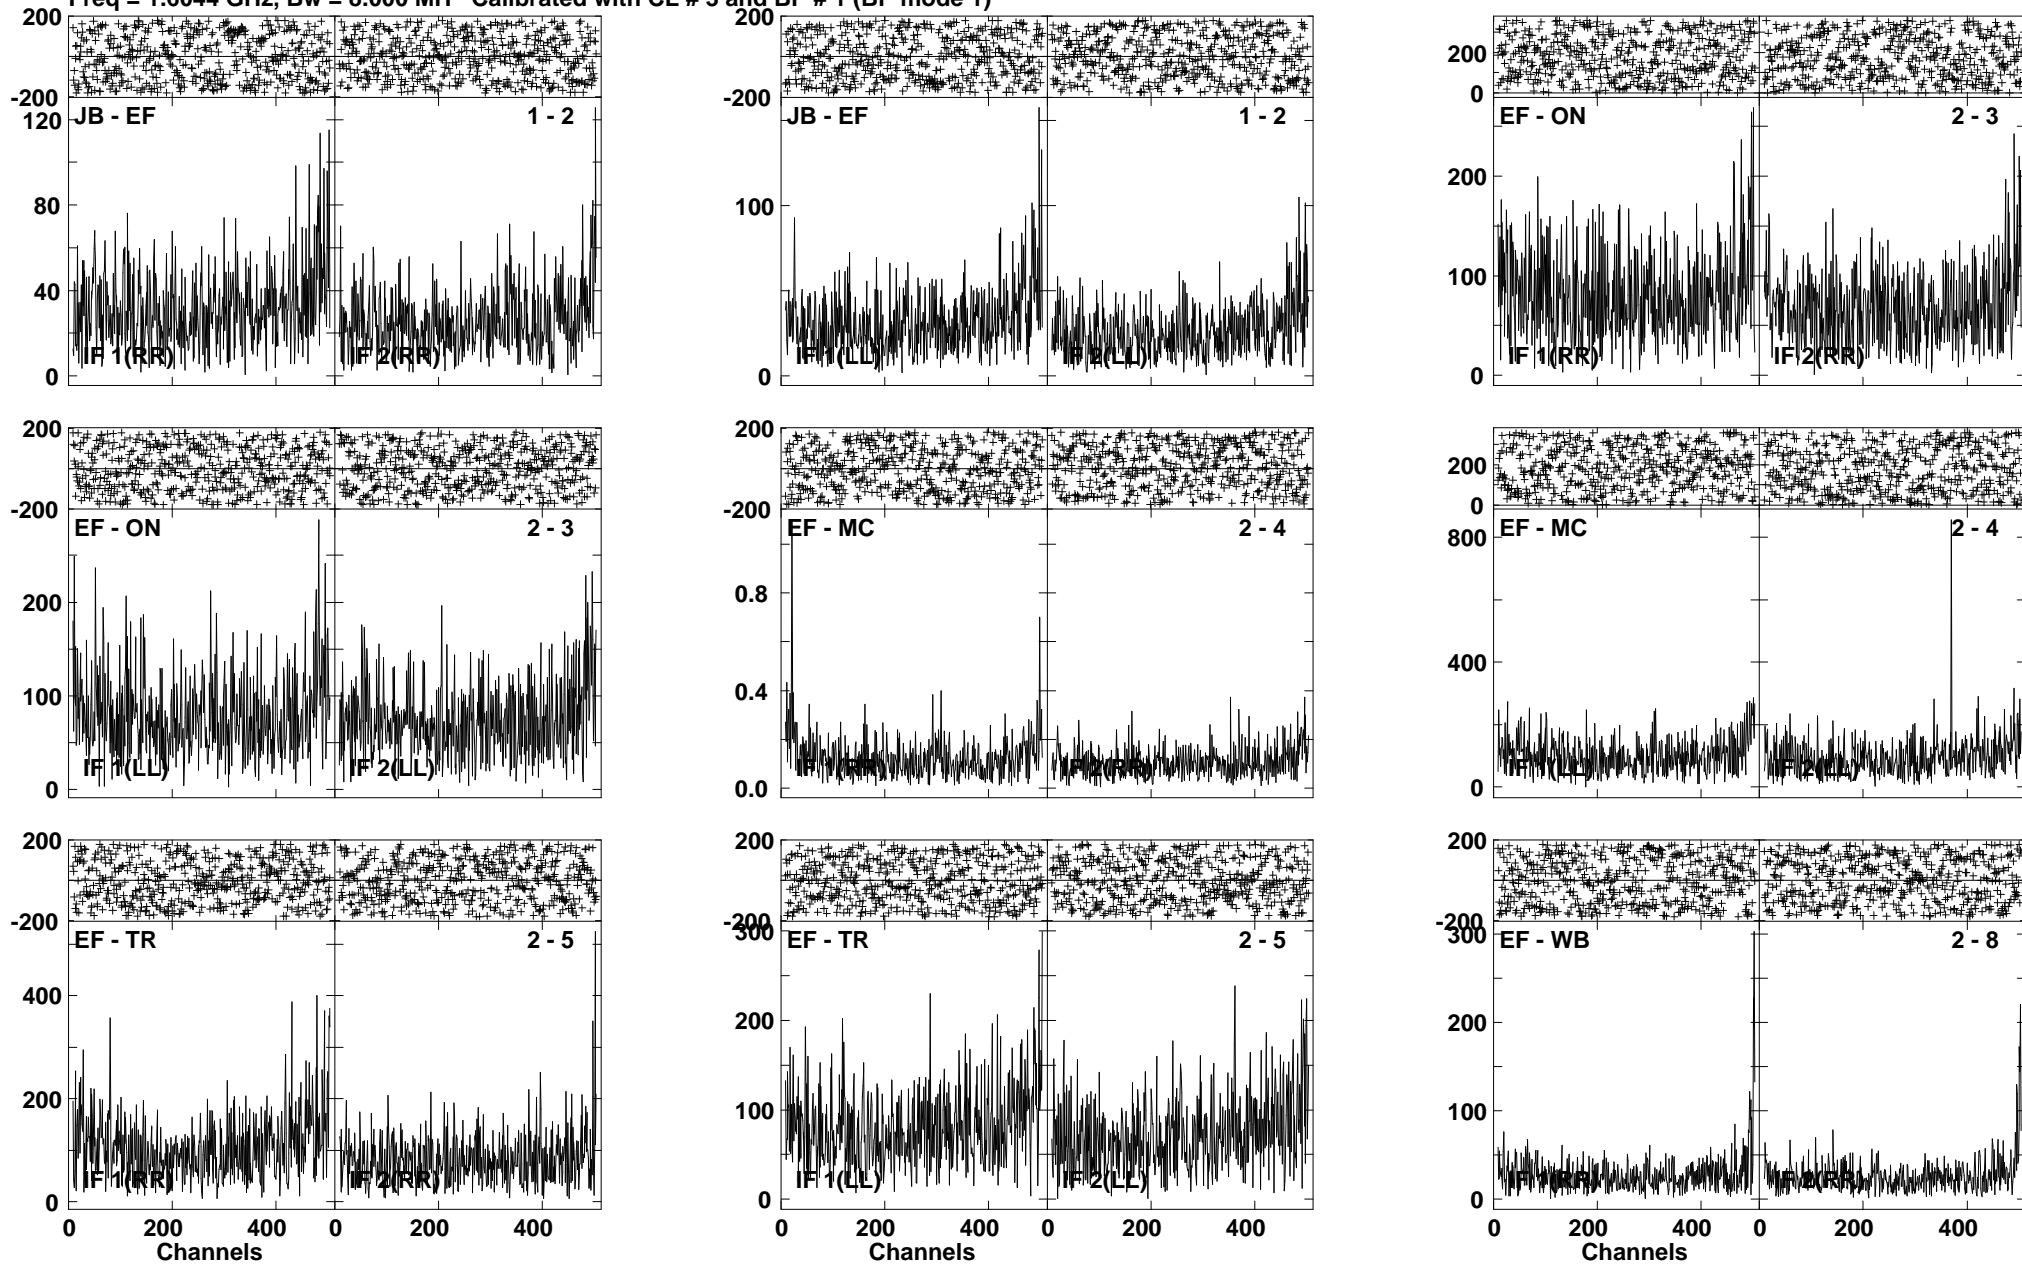 Freq = 1.6044 GHz, Bw = 8.000 MH Calibrated with CL # 3 and BP # 1 (BP mode 1)
200
-200
120
80
40
0
JB - EF 1 - 2
IF 1(RR) IF 2(RR)
200
-200
100
0
JB - EF 1 - 2
IF 1(LL) IF 2(LL)
200
0
200
100
0
EF - ON 2 - 3
IF 1(RR) IF 2(RR)
200
-200
200
100
0
EF - ON 2 - 3
IF 1(LL) IF 2(LL)
200
-200
0.8
0.4
0.0
EF - MC 2 - 4
IF 1(RR) IF 2(RR)
200
0
800
400
0
EF - MC 2 - 4
IF 1(LL) IF 2(LL)
200
-200
400
200
0
EF - TR 2 - 5
IF 1(RR) IF 2(RR)
0 200 400 0 200 400
Channels
200
-200
300
200
100
0
EF - TR 2 - 5
IF 1(LL) IF 2(LL)
0 200 400 0 200 400
Channels
200
-200
300
200
100
0
EF - WB 2 - 8
IF 1(RR) IF 2(RR)
0 200 400 0 200 400
Channels